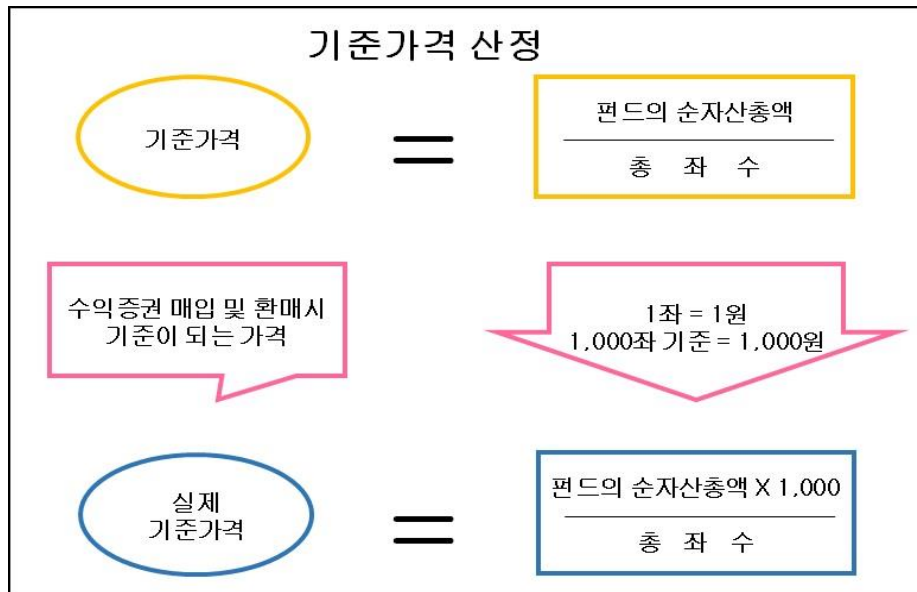 기준가격 산정
기준가격
=
펀드의 순자산총액
총 좌 수
수익증권 매입 및 환매시
기준이 되는 가격
1좌 = 1원
1,000좌 기준 = 1,000원
실제
기준가격
=
펀드의 순자산총액 X 1,000
총 좌 수